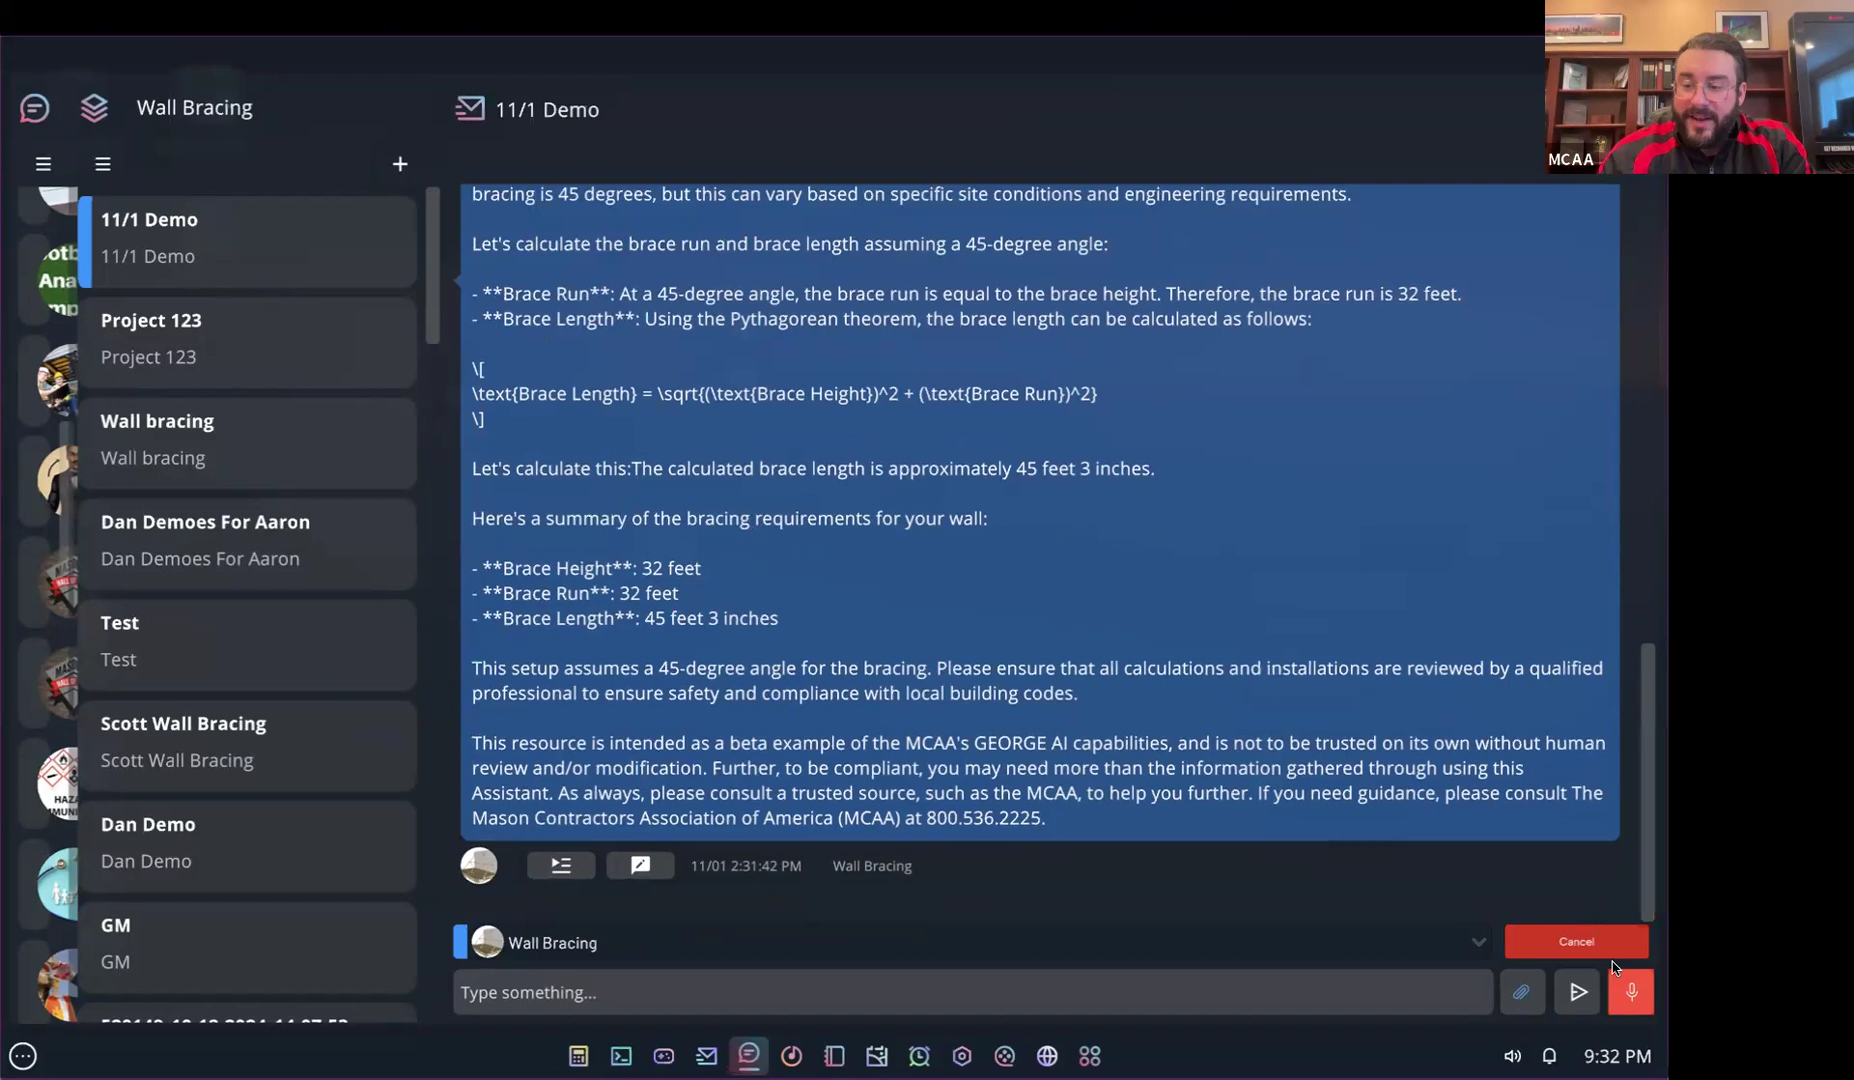 MCAA
Wall Bracing
11/1 Demo
11/1 Demo
11/1 Demo
Project 123
Project 123
Wall bracing
Wall bracing
Dan Demoes For Aaron
Dan Demoes For Aaron
Test
Test
Scott Wall Bracing
Scott Wall Bracing
Dan Demo
Dan Demo
GM
GM
bracing is 45 degrees, but this can vary based on specific site conditions and engineering requirements.
Let's calculate the brace run and brace length assuming a 45-degree angle:
- **Brace Run**: At a 45-degree angle, the brace run is equal to the brace height. Therefore, the brace run is 32 feet.
- **Brace Length**: Using the Pythagorean theorem, the brace length can be calculated as follows:
\[
\text{Brace Length} = \sqrt{(\text{Brace Height})^2 + (\text{Brace Run})^2}
\]
Let's calculate this:The calculated brace length is approximately 45 feet 3 inches.
Here's a summary of the bracing requirements for your wall:
- **Brace Height**: 32 feet
- **Brace Run**: 32 feet
- **Brace Length**: 45 feet 3 inches
This setup assumes a 45-degree angle for the bracing. Please ensure that all calculations and installations are reviewed by a qualified
professional to ensure safety and compliance with local building codes.
This resource is intended as a beta example of the MCAA's GEORGE AI capabilities, and is not to be trusted on its own without human
review and/or modification. Further, to be compliant, you may need more than the information gathered through using this
Assistant. As always, please consult a trusted source, such as the MCAA, to help you further. If you need guidance, please consult The
Mason Contractors Association of America (MCAA) at 800.536.2225.
11/01 2:31:42 PM Wall Bracing
Wall Bracing
Cancel
Type something...
9:32 PM